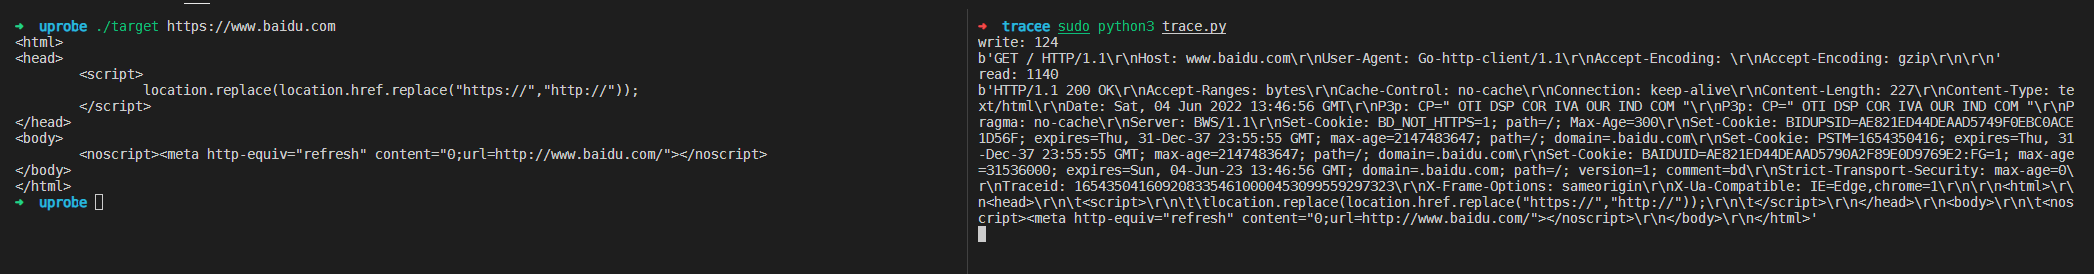 ➜  uprobe ./target https://www.baidu.com
<html>
<head>
        <script>
                location.replace(location.href.replace("https://","http://"));
        </script>
</head>
<body>
        <noscript><meta http-equiv="refresh" content="0;url=http://www.baidu.com/"></noscript>
</body>
</html>
➜  uprobe
➜  tracee sudo python3 trace.py
write: 124
b'GET / HTTP/1.1\r\nHost: www.baidu.com\r\nUser-Agent: Go-http-client/1.1\r\nAccept-Encoding: \r\nAccept-Encoding: gzip\r\n\r\n'
read: 1140
b'HTTP/1.1 200 OK\r\nAccept-Ranges: bytes\r\nCache-Control: no-cache\r\nConnection: keep-alive\r\nContent-Length: 227\r\nContent-Type: te
xt/html\r\nDate: Sat, 04 Jun 2022 13:46:56 GMT\r\nP3p: CP=" OTI DSP COR IVA OUR IND COM "\r\nP3p: CP=" OTI DSP COR IVA OUR IND COM "\r\nP
ragma: no-cache\r\nServer: BWS/1.1\r\nSet-Cookie: BD_NOT_HTTPS=1; path=/; Max-Age=300\r\nSet-Cookie: BIDUPSID=AE821ED44DEAAD5749F0EBC0ACE
1D56F; expires=Thu, 31-Dec-37 23:55:55 GMT; max-age=2147483647; path=/; domain=.baidu.com\r\nSet-Cookie: PSTM=1654350416; expires=Thu, 31
-Dec-37 23:55:55 GMT; max-age=2147483647; path=/; domain=.baidu.com\r\nSet-Cookie: BAIDUID=AE821ED44DEAAD5790A2F89E0D9769E2:FG=1; max-age
=31536000; expires=Sun, 04-Jun-23 13:46:56 GMT; domain=.baidu.com; path=/; version=1; comment=bd\r\nStrict-Transport-Security: max-age=0\
r\nTraceid: 1654350416092083354610000453099559297323\r\nX-Frame-Options: sameorigin\r\nX-Ua-Compatible: IE=Edge,chrome=1\r\n\r\n<html>\r\
n<head>\r\n\t<script>\r\n\t\tlocation.replace(location.href.replace("https://","http://"));\r\n\t</script>\r\n</head>\r\n<body>\r\n\t<nos
cript><meta http-equiv="refresh" content="0;url=http://www.baidu.com/"></noscript>\r\n</body>\r\n</html>'